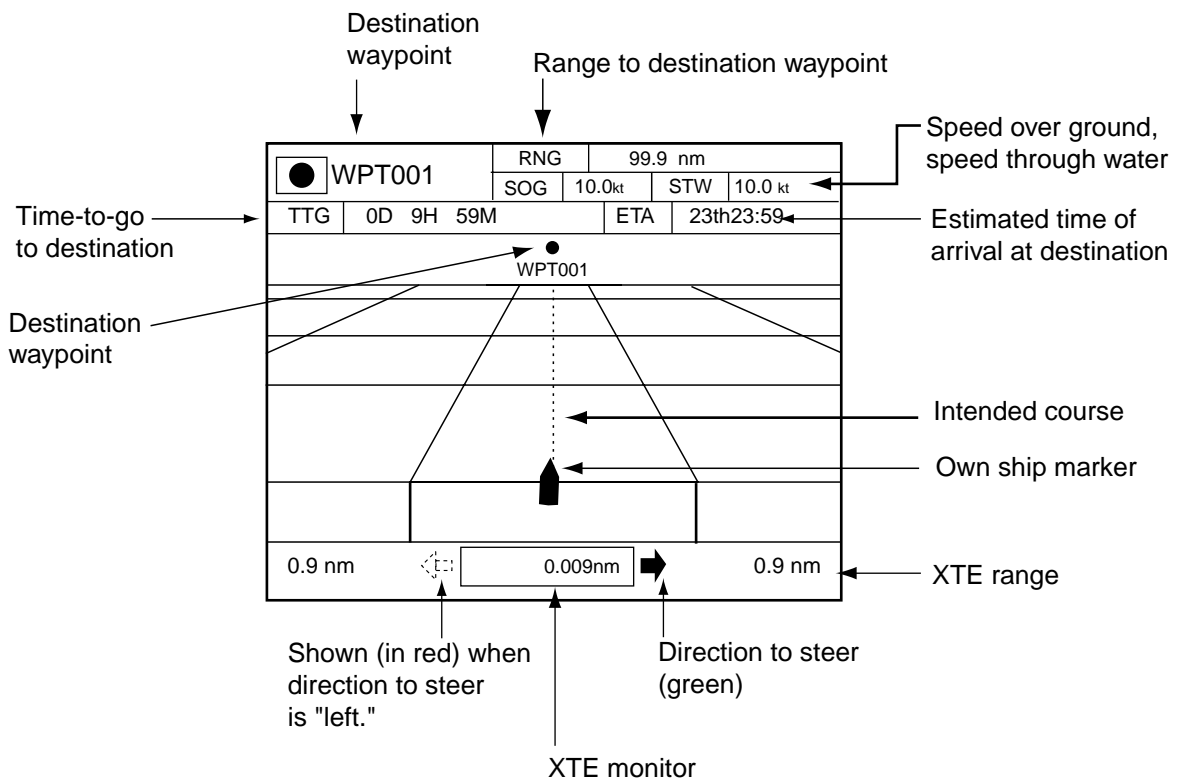 Destination
waypoint
Range to destination waypoint
Speed over ground,
speed through water
WPT001
RNG 99.9 nm
SOG 10.0kt STW 10.0 kt
Time-to-go
to destination
TTG 0D 9H 59M ETA 23th23:59
Estimated time of
arrival at destination
WPT001
Destination
waypoint
Intended course
Own ship marker
0.9 nm 0.009nm 0.9 nm
XTE range
Shown (in red) when
direction to steer
is "left."
Direction to steer
(green)
XTE monitor